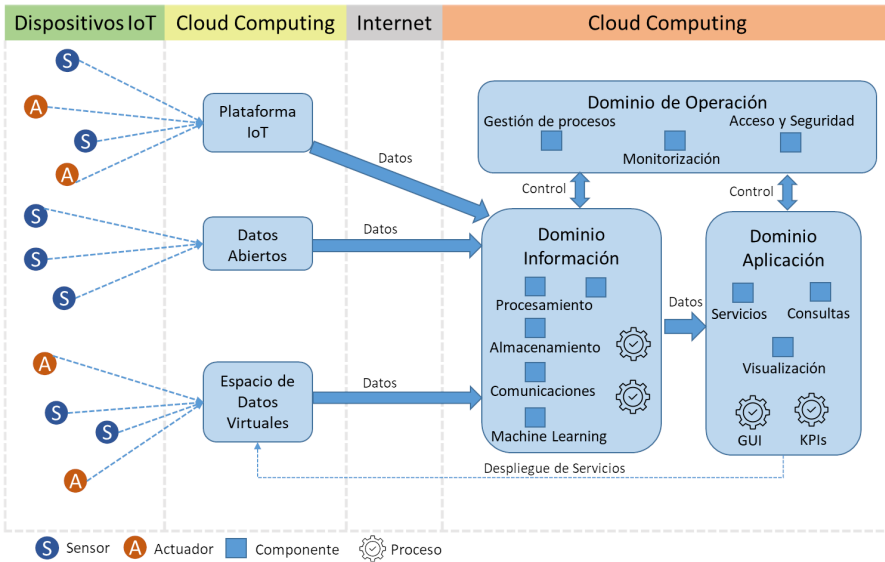 Dispositivos IoT
Cloud Computing
Internet
Cloud Computing
S
A
S
A
S
S
S
A
S
S
A
Plataforma
IoT
Datos
Abiertos
Espacio de
Datos
Virtuales
Datos
Datos
Datos
Dominio de Operación
Gestión de procesos
Acceso y Seguridad
Monitorización
Control
Control
Dominio
Información
Procesamiento
Almacenamiento
Comunicaciones
Machine Learning
Datos
Dominio
Aplicación
Servicios
Consultas
Visualización
GUI
KPIs
Despliegue de Servicios
S Sensor
A Actuador
Componente
Proceso